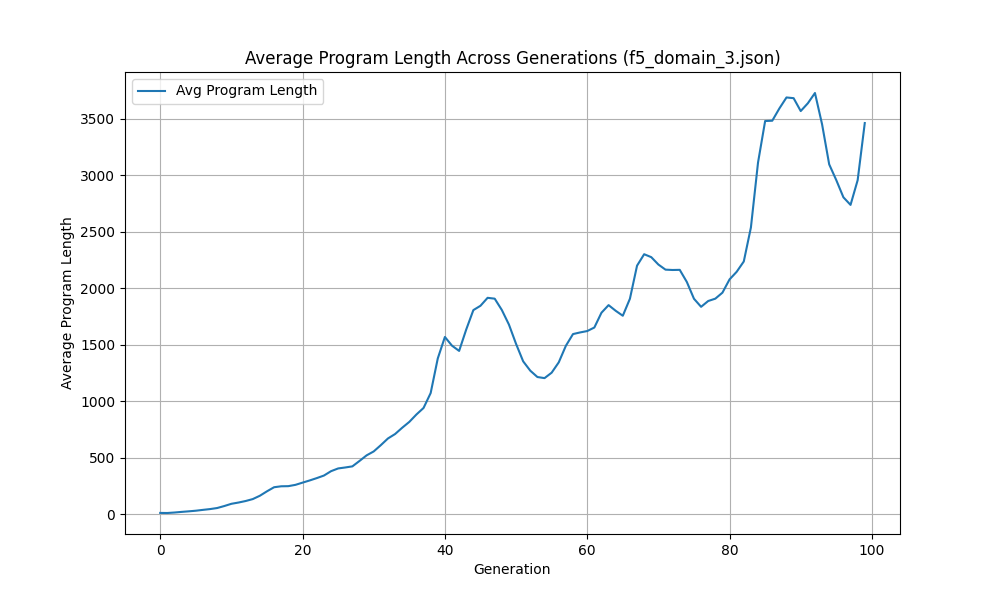 Average Program Length Across Generations (f5_domain_3.json)
Avg Program Length
3500
3000
2500
2000
1500
1000
500
0
Average Program Length
0 20 40 60 80 100
Generation